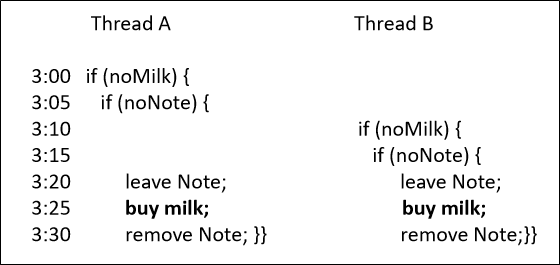 Thread A Thread B
3:00 if (noMilk) {
3:05 if (noNote) {
3:10 if (noMilk) {
3:15 if (noNote) {
3:20 leave Note; leave Note;
3:25 buy milk; buy milk;
3:30 remove Note; }} remove Note;}}